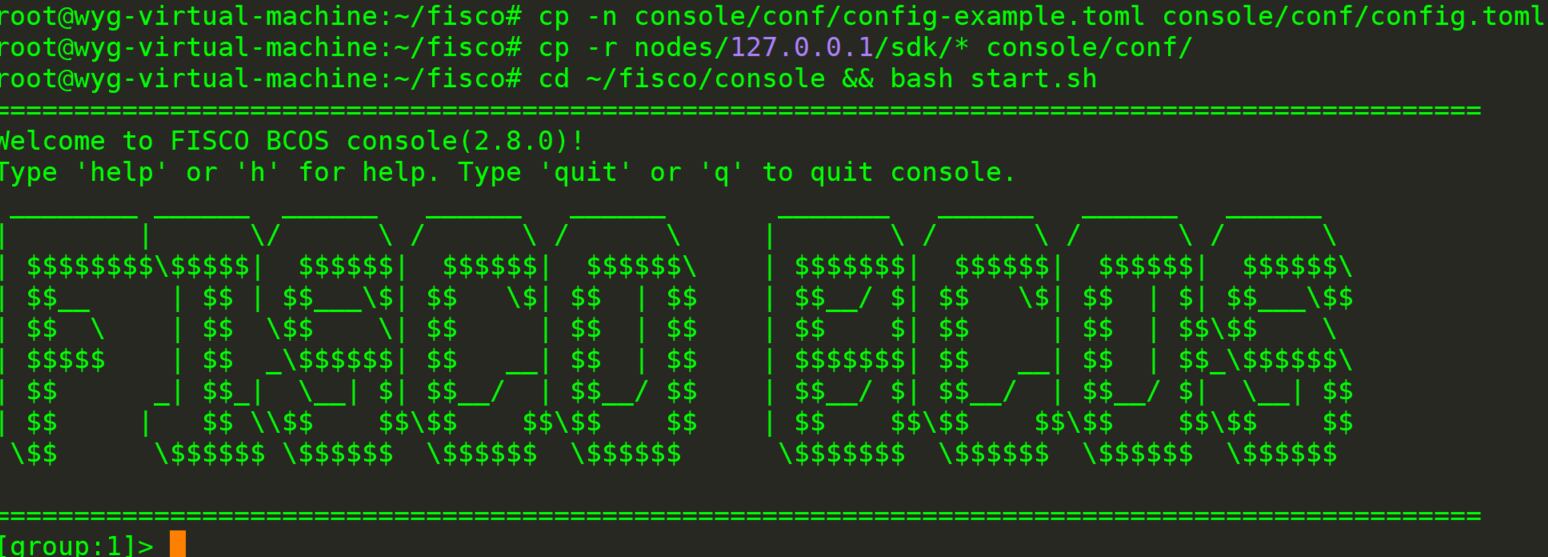 root@wyg-virtual-machine:~/fisco# cp -n console/conf/config-example.toml console/conf/config.toml
root@wyg-virtual-machine:~/fisco# cp -r nodes/127.0.0.1/sdk/* console/conf/
root@wyg-virtual-machine:~/fisco# cd ~/fisco/console && bash start.sh
=============================================================================================
Welcome to FISCO BCOS console(2.8.0)!
Type 'help' or 'h' for help. Type 'quit' or 'q' to quit console.
 ________ ______  ______   ______   ______       _______   ______   ______   ______
|        |      \/      \ /      \ /      \     |       \ /      \ /      \ /      \
| $$$$$$$$\$$$$$|  $$$$$$|  $$$$$$|  $$$$$$\    | $$$$$$$|  $$$$$$|  $$$$$$|  $$$$$$\
| $$__     | $$ | $$___\$| $$   \$| $$  | $$    | $$__/ $| $$   \$| $$  | $| $$___\$$
| $$  \    | $$  \$$    \| $$     | $$  | $$    | $$    $| $$     | $$  | $$\$$    \
| $$$$$    | $$  _\$$$$$$| $$   __| $$  | $$    | $$$$$$$| $$   __| $$  | $$_\$$$$$$\
| $$      _| $$_|  \__| $| $$__/  | $$__/ $$    | $$__/ $| $$__/  | $$__/ $|  \__| $$
| $$     |   $$ \\$$    $$\$$    $$\$$    $$    | $$    $$\$$    $$\$$    $$\$$    $$
 \$$      \$$$$$$ \$$$$$$  \$$$$$$  \$$$$$$      \$$$$$$$  \$$$$$$  \$$$$$$  \$$$$$$
=============================================================================================
[group:1]>